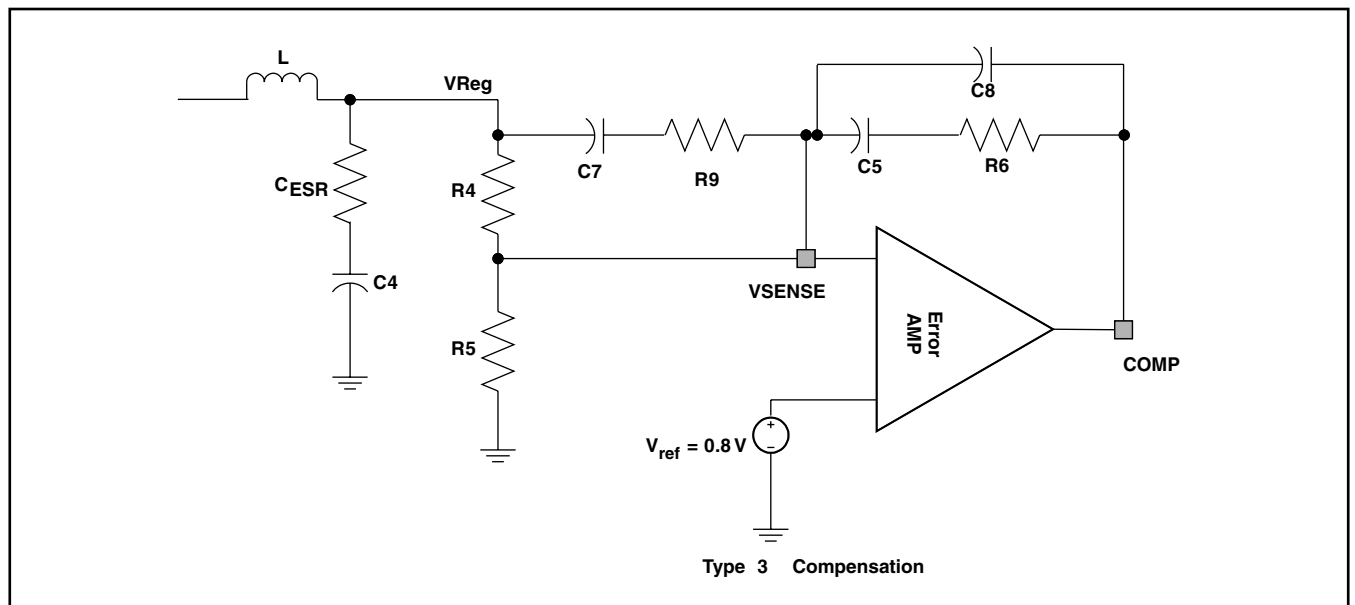 L
VReg
C8
C7
R9
C5
R6
CESR
R4
C4
VSENSE
R5
Error
AMP
COMP
Vref = 0.8 V
+
–
Type 3 Compensation